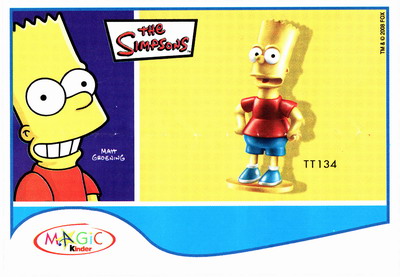 THE
SIMPSONS
TM & © 2008 FOX
MATT
GROENING
TT134
MAGiC
Kinder